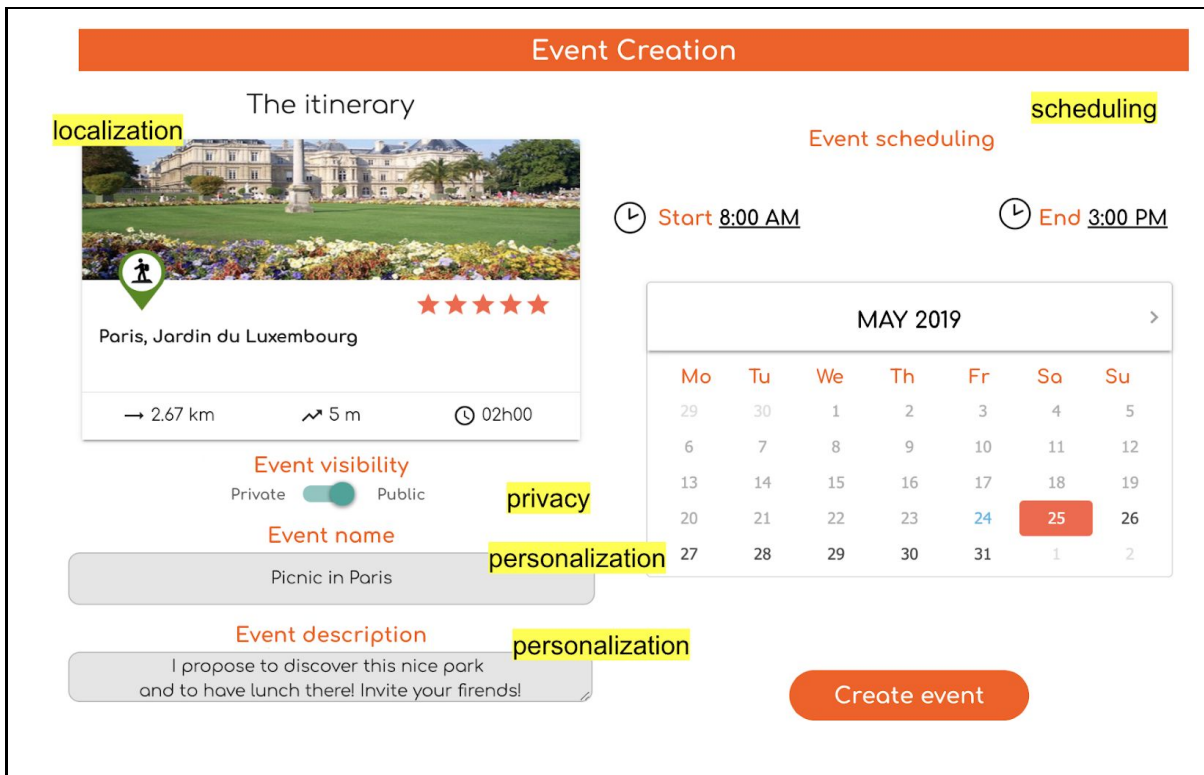 Event Creation
The itinerary
localization
Paris, Jardin du Luxembourg
2.67 km 5 m 02h00
Event visibility
Private Public
privacy
Event name
personalization
Picnic in Paris
Event description
personalization
I propose to discover this nice park
and to have lunch there! Invite your firends!
scheduling
Event scheduling
Start 8:00 AM End 3:00 PM
MAY 2019 >
Mo Tu We Th Fr Sa Su
29 30 1 2 3 4 5
6 7 8 9 10 11 12
13 14 15 16 17 18 19
20 21 22 23 24 25 26
27 28 29 30 31 1 2
Create event